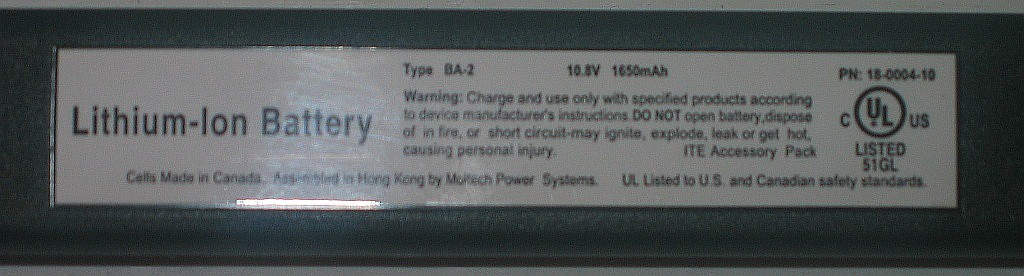 Type BA-2 10.8V 1650mAh PN: 18-0004-10
Lithium-Ion Battery
Warning: Charge and use only with specified products according
to device manufacturer's instructions. DO NOT open battery,dispose
of in fire, or short circuit-may ignite, explode, leak or get hot,
causing personal injury. ITE Accessory Pack
C UL US
LISTED
51GL
Cells Made in Canada. Assembled in Hong Kong by Moltech Power Systems. UL Listed to U.S. and Canadian safety standards.